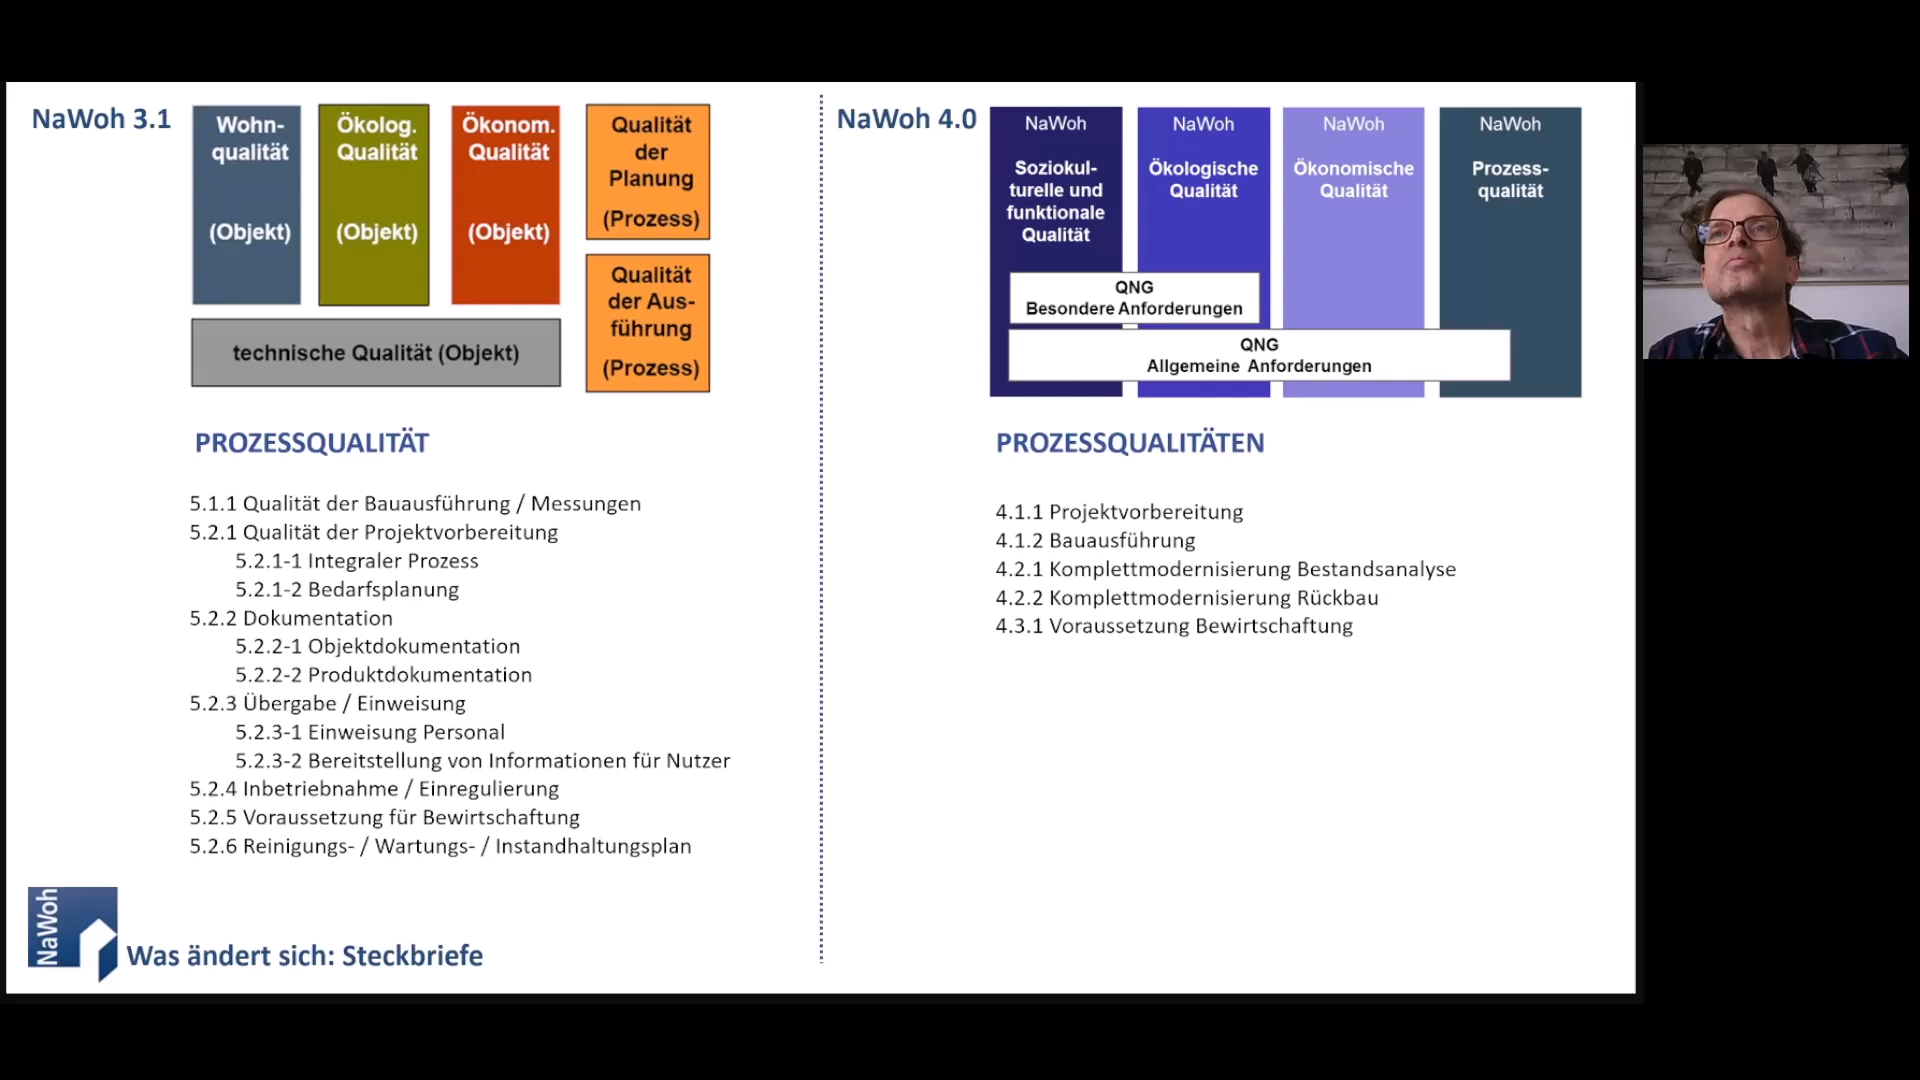 NaWoh 3.1
Wohn-
qualität
(Objekt)
Ökolog.
Qualität
(Objekt)
Ökonom.
Qualität
(Objekt)
Qualität
der
Planung
(Prozess)
Qualität
der Aus-
führung
(Prozess)
technische Qualität (Objekt)
PROZESSQUALITÄT
5.1.1 Qualität der Bauausführung / Messungen
5.2.1 Qualität der Projektvorbereitung
5.2.1-1 Integraler Prozess
5.2.1-2 Bedarfsplanung
5.2.2 Dokumentation
5.2.2-1 Objektdokumentation
5.2.2-2 Produktdokumentation
5.2.3 Übergabe / Einweisung
5.2.3-1 Einweisung Personal
5.2.3-2 Bereitstellung von Informationen für Nutzer
5.2.4 Inbetriebnahme / Einregulierung
5.2.5 Voraussetzung für Bewirtschaftung
5.2.6 Reinigungs- / Wartungs- / Instandhaltungsplan
NaWoh 4.0
NaWoh
Soziokul-
turelle und
funktionale
Qualität
NaWoh
Ökologische
Qualität
NaWoh
Ökonomische
Qualität
NaWoh
Prozess-
qualität
QNG
Besondere Anforderungen
QNG
Allgemeine Anforderungen
PROZESSQUALITÄTEN
4.1.1 Projektvorbereitung
4.1.2 Bauausführung
4.2.1 Komplettmodernisierung Bestandsanalyse
4.2.2 Komplettmodernisierung Rückbau
4.3.1 Voraussetzung Bewirtschaftung
NaWoh
Was ändert sich: Steckbriefe